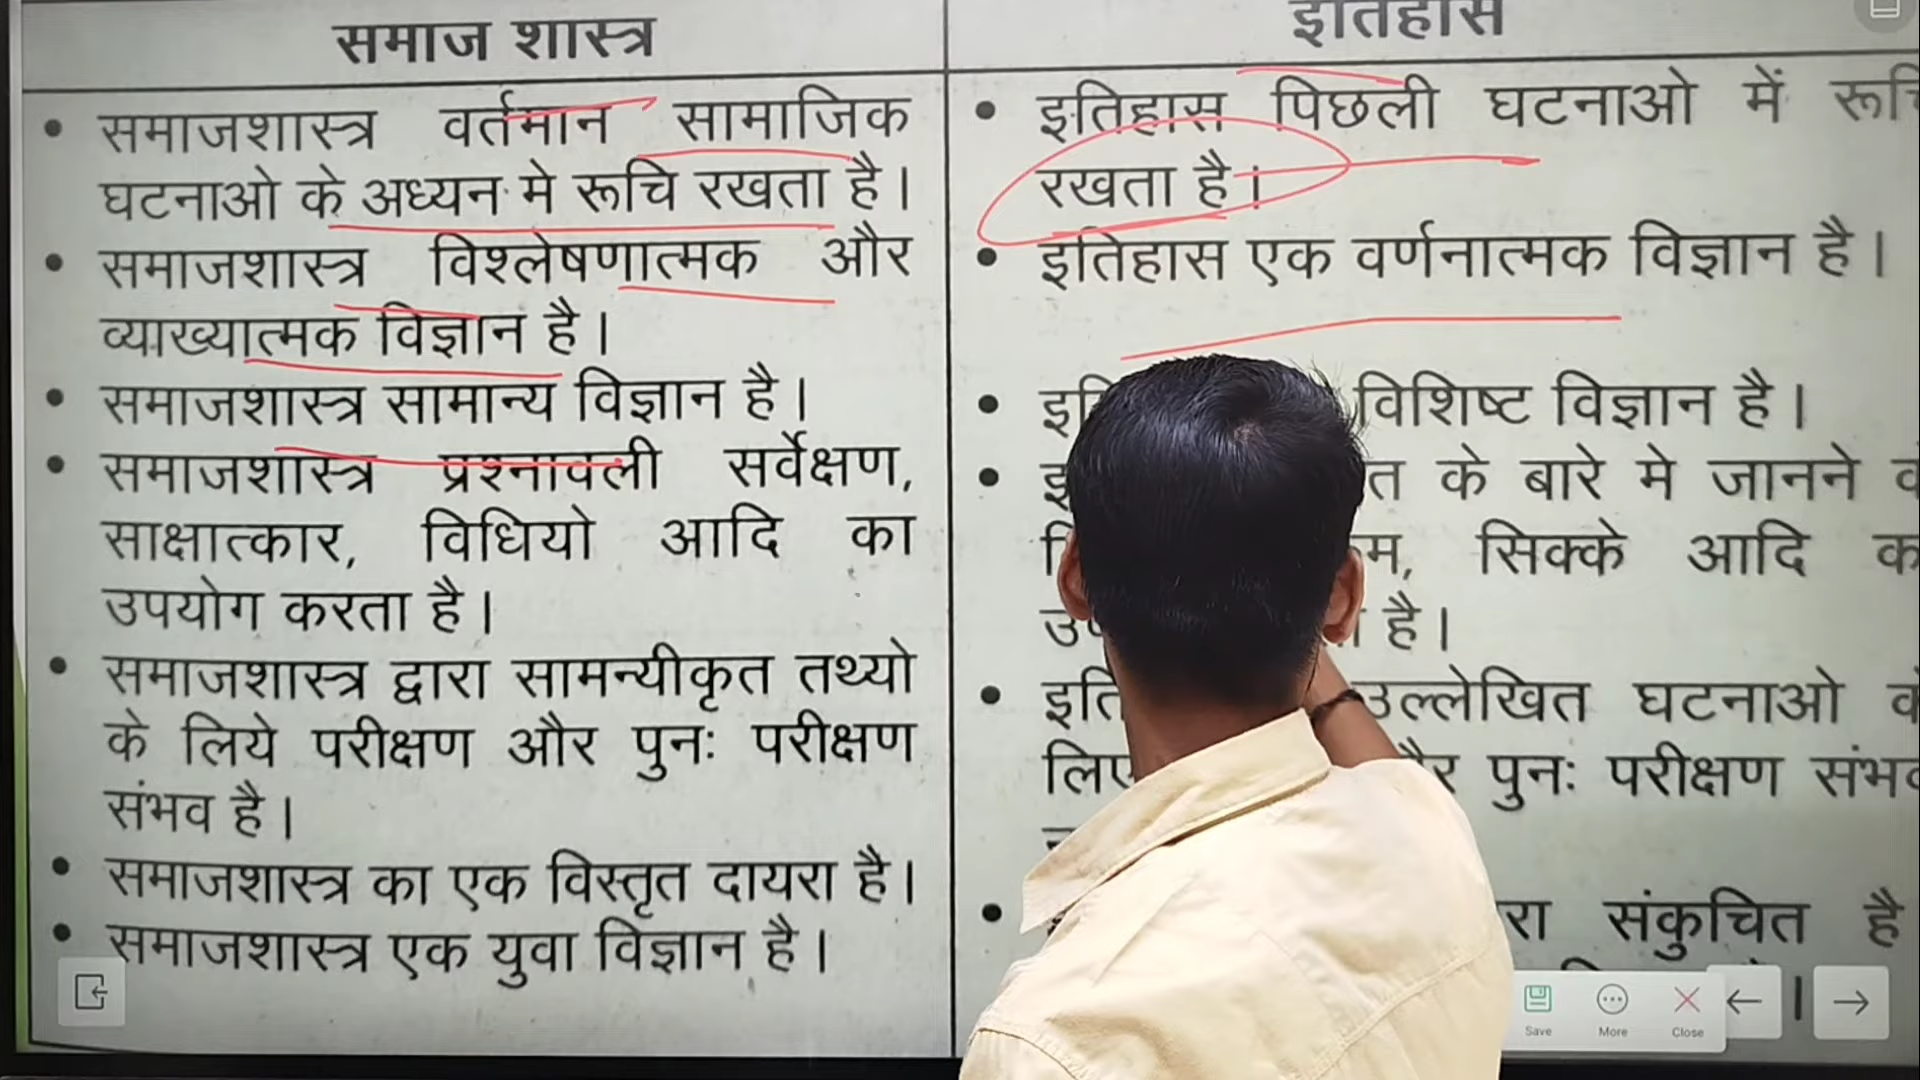 समाज शास्त्र
इतिहास
• समाजशास्त्र वर्तमान सामाजिक
घटनाओ के अध्यन मे रूचि रखता है।
• समाजशास्त्र विश्लेषणात्मक और
व्याख्यात्मक विज्ञान है।
• समाजशास्त्र सामान्य विज्ञान है।
• समाजशास्त्र प्रश्नावली सर्वेक्षण,
साक्षात्कार, विधियो आदि का
उपयोग करता है।
• समाजशास्त्र द्वारा सामन्यीकृत तथ्यो
के लिये परीक्षण और पुनः परीक्षण
संभव है।
• समाजशास्त्र का एक विस्तृत दायरा है।
• समाजशास्त्र एक युवा विज्ञान है।
• इतिहास पिछली घटनाओ में
रखता है।
• इतिहास एक वर्णनात्मक विज्ञान है।
• विशिष्ट विज्ञान है।
• के बारे मे जानने
सिक्के आदि
है।
• उल्लेखित घटनाओ
पुनः परीक्षण
• संकुचित है
Save
More
Close